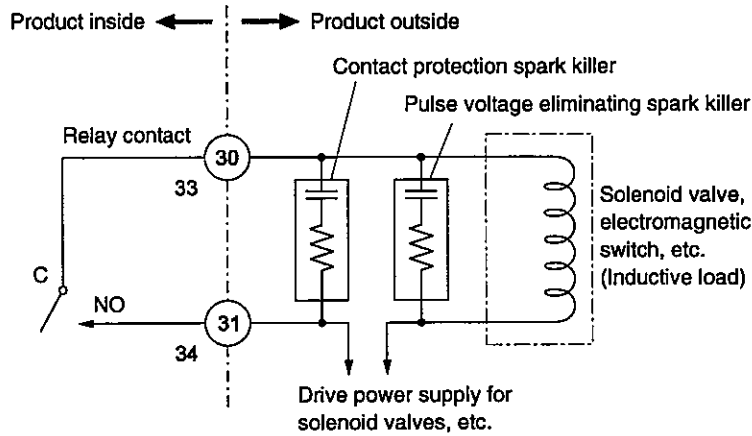 Product inside
Product outside
Contact protection spark killer
Pulse voltage eliminating spark killer
Relay contact
30
33
Solenoid valve,
electromagnetic
switch, etc.
(Inductive load)
C
NO
31
34
Drive power supply for
solenoid valves, etc.